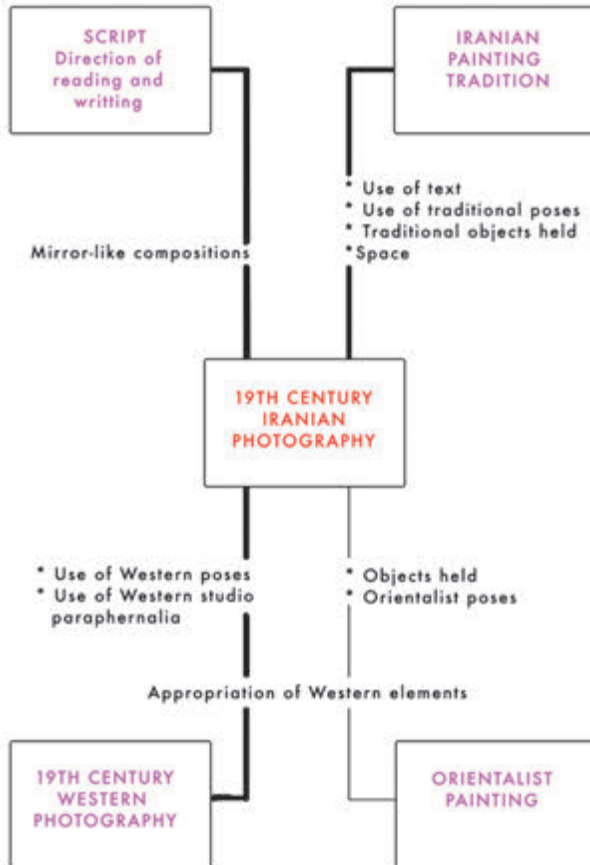 SCRIPT
Direction of
reading and
writting
IRANIAN
PAINTING
TRADITION
* Use of text
* Use of traditional poses
* Traditional objects held
*Space
Mirror-like compositions
19TH CENTURY
IRANIAN
PHOTOGRAPHY
* Use of Western poses
* Use of Western studio
paraphernalia
* Objects held
* Orientalist poses
Appropriation of Western elements
19TH CENTURY
WESTERN
PHOTOGRAPHY
ORIENTALIST
PAINTING